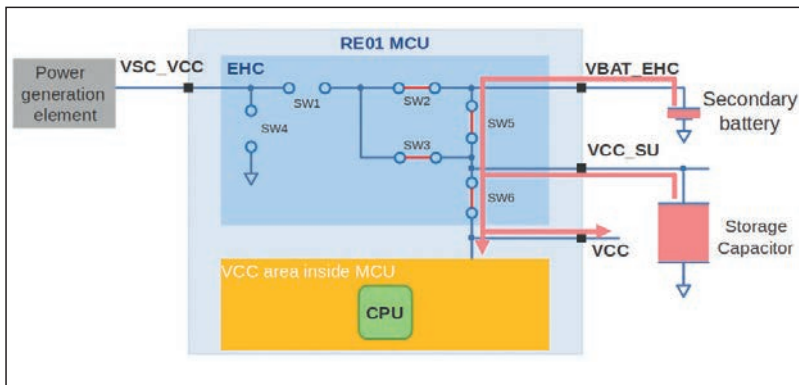 RE01 MCU
Power
generation
element
VSC_VCC
EHC
SW1
SW2
SW3
SW4
SW5
SW6
VBAT_EHC
Secondary
battery
VCC_SU
Storage
Capacitor
VCC
VCC area inside MCU
CPU